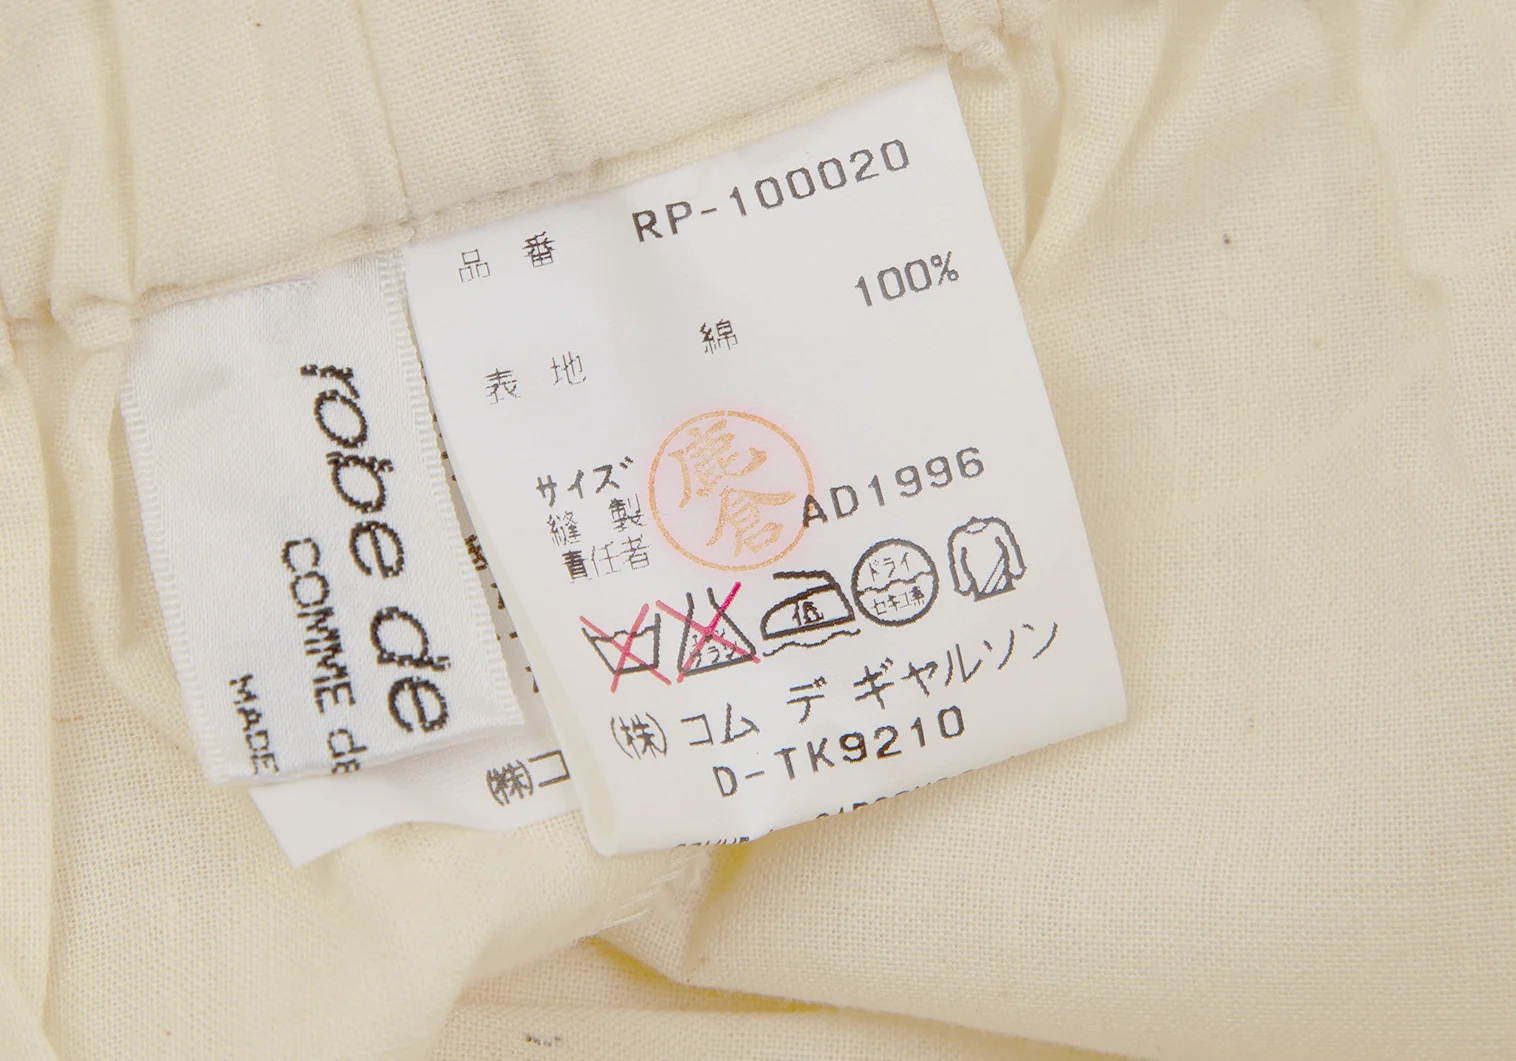 robe de
COMME de
MADE
㈱コ
品番 RP-100020
表地 綿 100%
サイズ
縫製
責任者
AD1996
低
ドライ
セキユ系
㈱コム デ ギヤルソン
D-TK9210